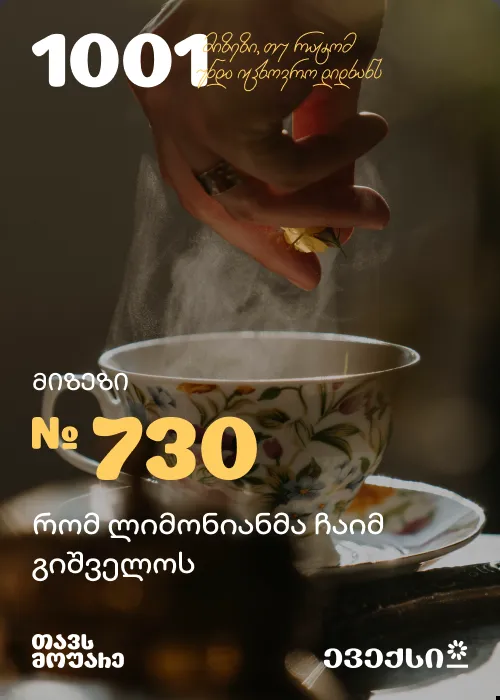 1001 მიზეზი, თუ რატომ
უნდა იცხოვრო დიდხანს
მიზეზი
№ 730
რომ ლიმონიანმა ჩაიმ
გიშველოს
თავს
მოუარე
ევექსი